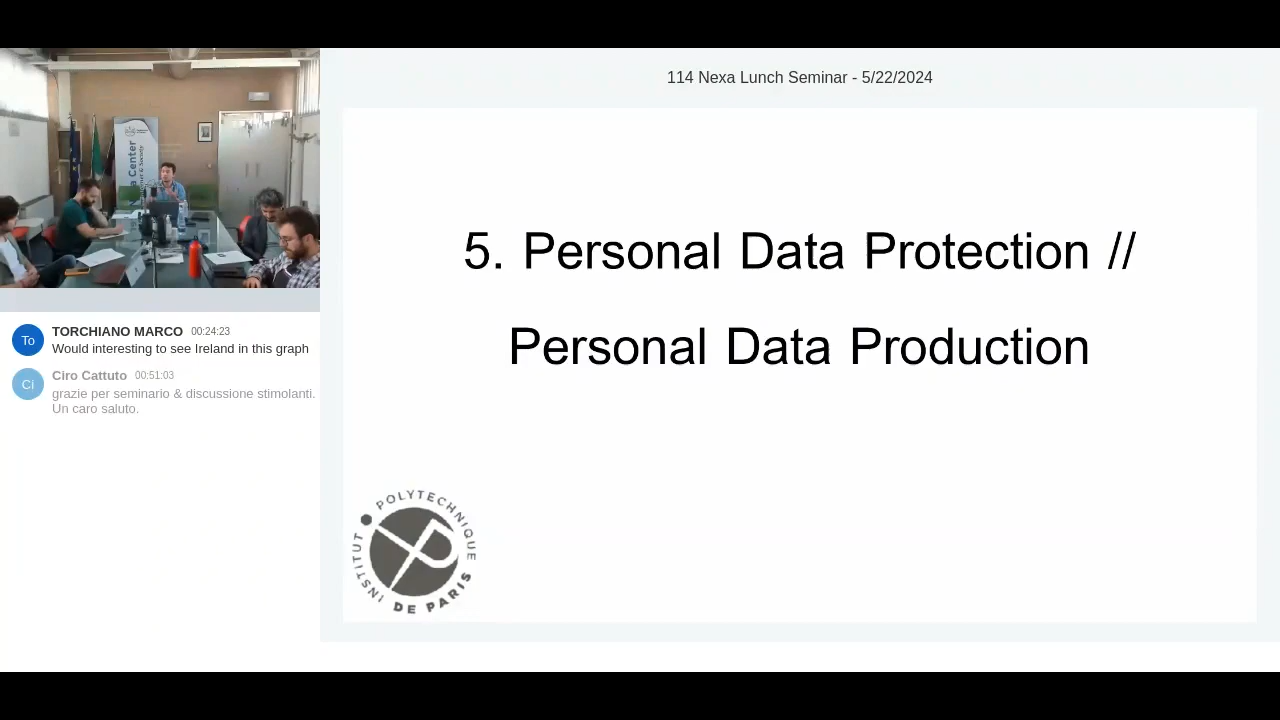 114 Nexa Lunch Seminar - 5/22/2024
5. Personal Data Protection //
Personal Data Production
INSTITUT POLYTECHNIQUE
DE PARIS
To
TORCHIANO MARCO 00:24:23
Would interesting to see Ireland in this graph
Ci
Ciro Cattuto 00:51:03
grazie per seminario & discussione stimolanti.
Un caro saluto.